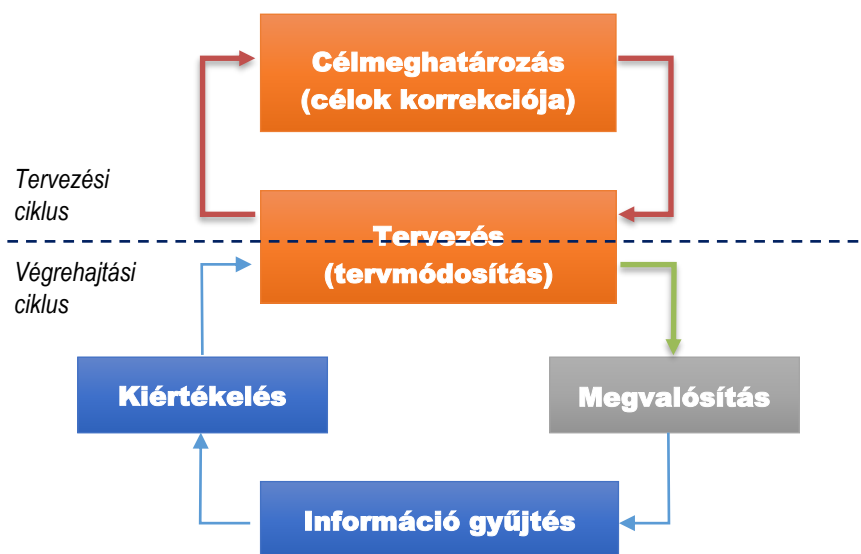 Célmeghatározás
(célok korrekciója)
Tervezési
ciklus
Tervezés
(tervmódosítás)
Végrehajtási
ciklus
Kiértékelés
Megvalósítás
Információ gyűjtés